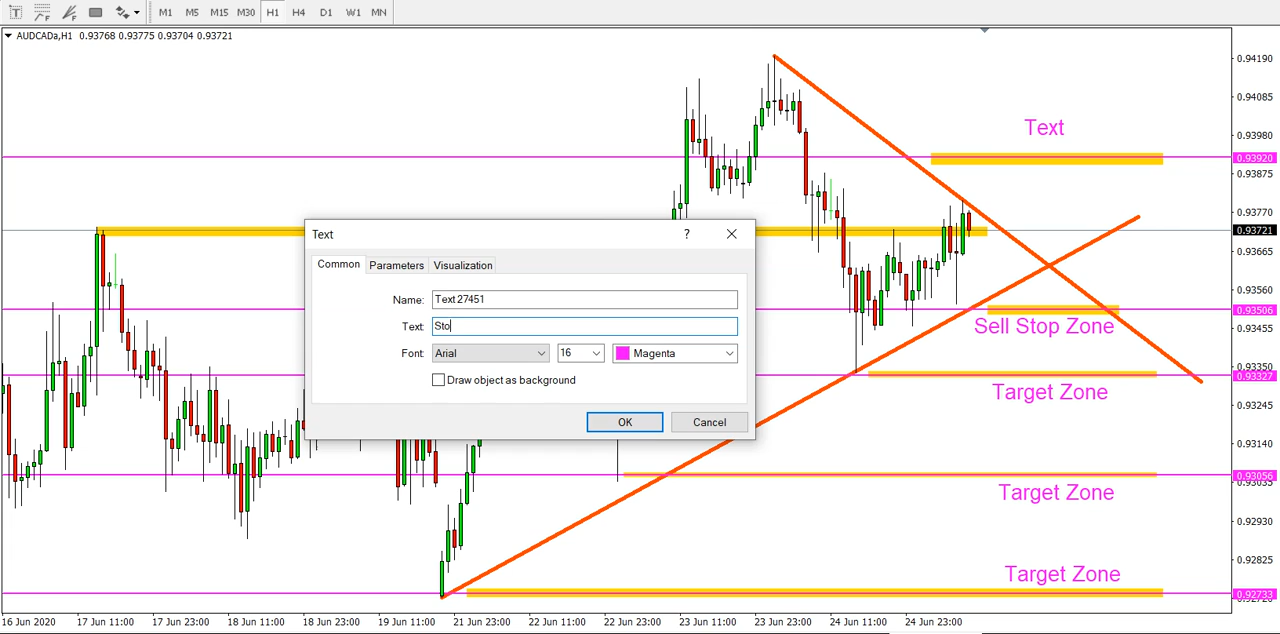 T F F M1 M5 M15 M30 H1 H4 D1 W1 MN
AUDCADa,H1 0.93768 0.93775 0.93704 0.93721
0.94190
0.94085
Text
0.93980
0.93920
0.93875
0.93770
0.93721
0.93665
0.93560
0.93506
Sell Stop Zone
0.93455
0.93350
0.93327
Target Zone
0.93245
0.93140
0.93056
0.93035
Target Zone
0.92930
0.92825
Target Zone
0.92733
Text ?
Common Parameters Visualization
Name: Text 27451
Text: Sto
Font: Arial 16 Magenta
Draw object as background
OK Cancel
16 Jun 2020 17 Jun 11:00 17 Jun 23:00 18 Jun 11:00 18 Jun 23:00 19 Jun 11:00 21 Jun 23:00 22 Jun 11:00 22 Jun 23:00 23 Jun 11:00 23 Jun 23:00 24 Jun 11:00 24 Jun 23:00